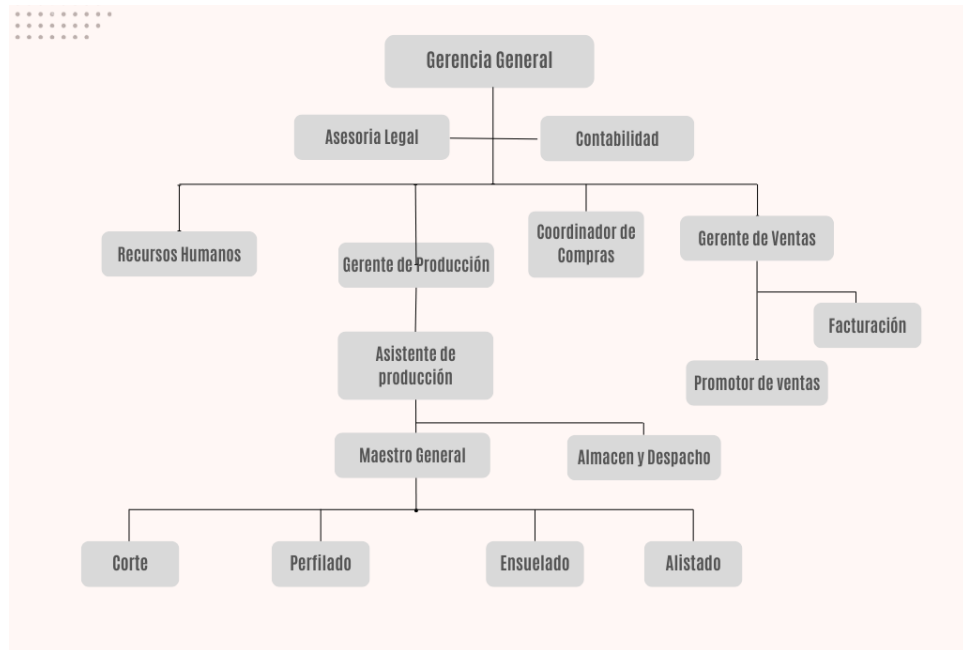 Gerencia General
Asesoria Legal
Contabilidad
Recursos Humanos
Gerente de Producción
Coordinador de
Compras
Gerente de Ventas
Facturación
Asistente de
producción
Promotor de ventas
Maestro General
Almacen y Despacho
Corte
Perfilado
Ensuelado
Alistado